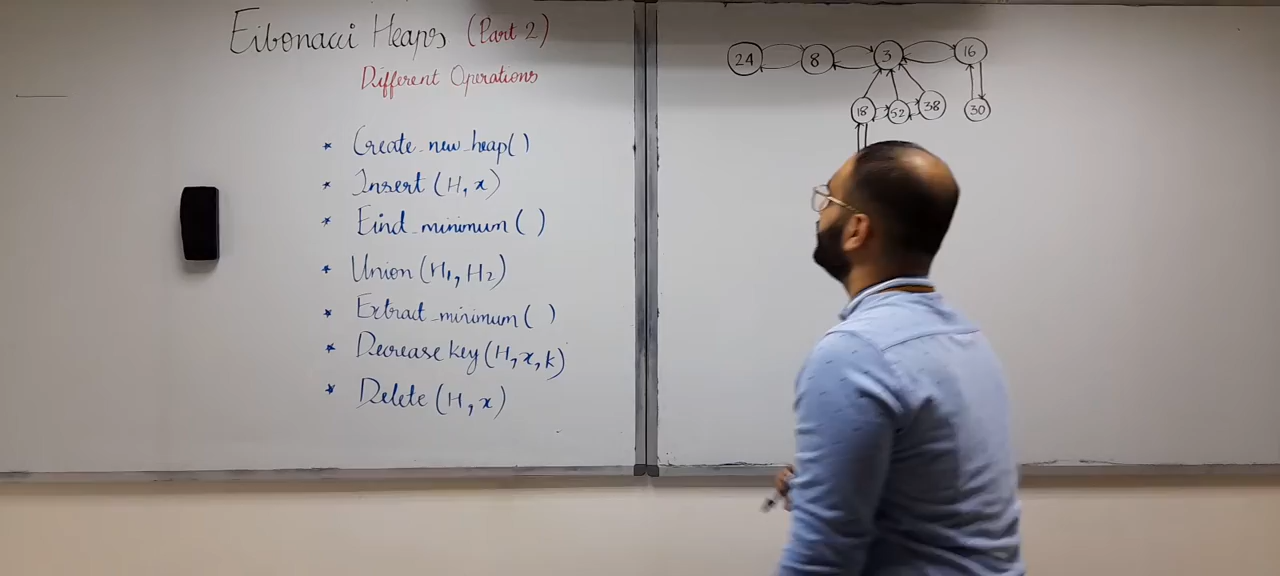 Fibonacci Heaps (Part 2)
Different Operations
* Create_new_heap()
* Insert (H, x)
* Find_minimum ( )
* Union (H1, H2)
* Extract_minimum ( )
* Decrease key (H, x, k)
* Delete (H, x)
24 8 3 16
18 52 38 30